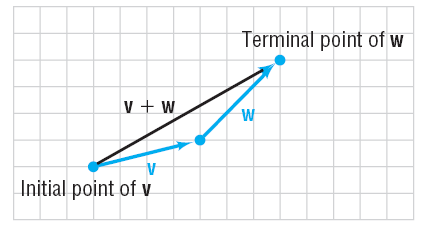 Terminal point of w
v + w
w
v
Initial point of v